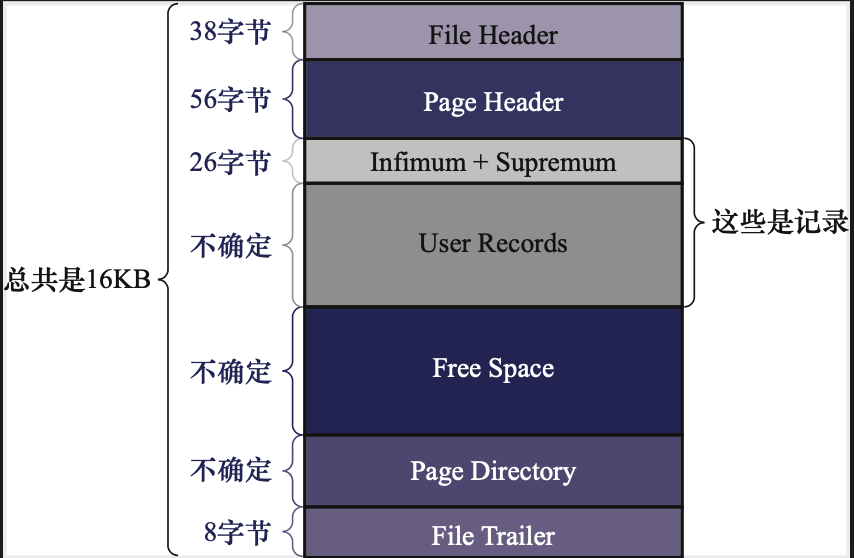 38字节
File Header
56字节
Page Header
26字节
Infimum + Supremum
不确定
User Records
这些是记录
总共是16KB
不确定
Free Space
不确定
Page Directory
8字节
File Trailer